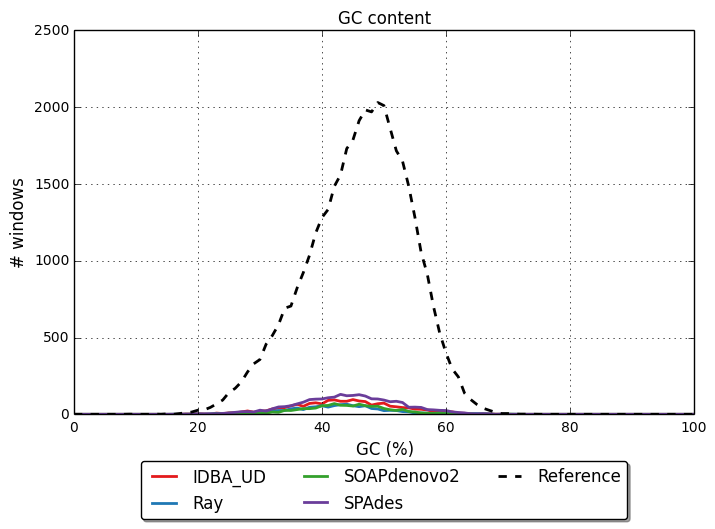 GC content
2500
2000
1500
1000
500
0
# windows
0 20 40 60 80 100
GC (%)
IDBA_UD SOAPdenovo2 Reference
Ray SPAdes